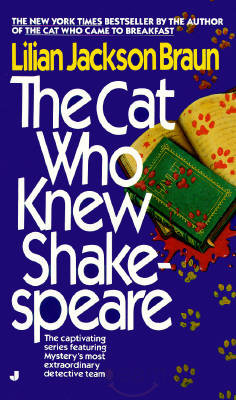 THE NEW YORK TIMES BESTSELLER BY THE AUTHOR
OF THE CAT WHO CAME TO BREAKFAST
Lilian Jackson Braun
The Cat
Who
Knew
Shake-
speare
HAMLET
The captivating
series featuring
Mystery's most
extraordinary
detective team
J